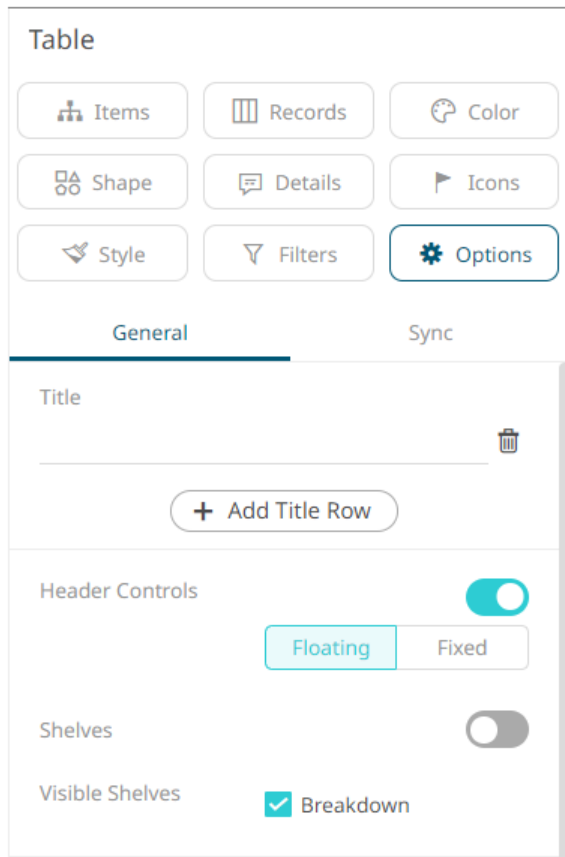 Table
Items
Records
Color
Shape
Details
Icons
Style
Filters
Options
General
Sync
Title
+ Add Title Row
Header Controls
Floating
Fixed
Shelves
Visible Shelves
Breakdown